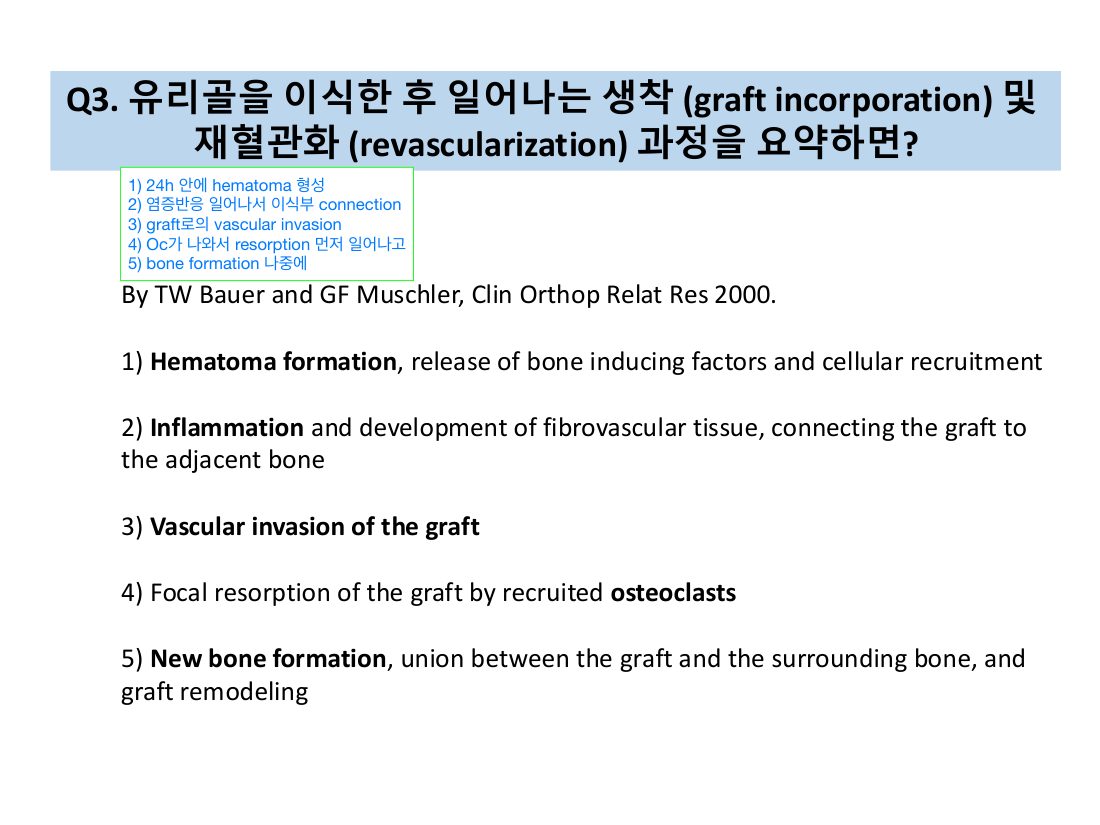 Q3. 유리골을 이식한 후 일어나는 생착 (graft incorporation) 및
재혈관화 (revascularization) 과정을 요약하면?
1) 24h 안에 hematoma 형성
2) 염증반응 일어나서 이식부 connection
3) graft로의 vascular invasion
4) Oc가 나와서 resorption 먼저 일어나고
5) bone formation 나중에
By TW Bauer and GF Muschler, Clin Orthop Relat Res 2000.
1) Hematoma formation, release of bone inducing factors and cellular recruitment
2) Inflammation and development of fibrovascular tissue, connecting the graft to
the adjacent bone
3) Vascular invasion of the graft
4) Focal resorption of the graft by recruited osteoclasts
5) New bone formation, union between the graft and the surrounding bone, and
graft remodeling